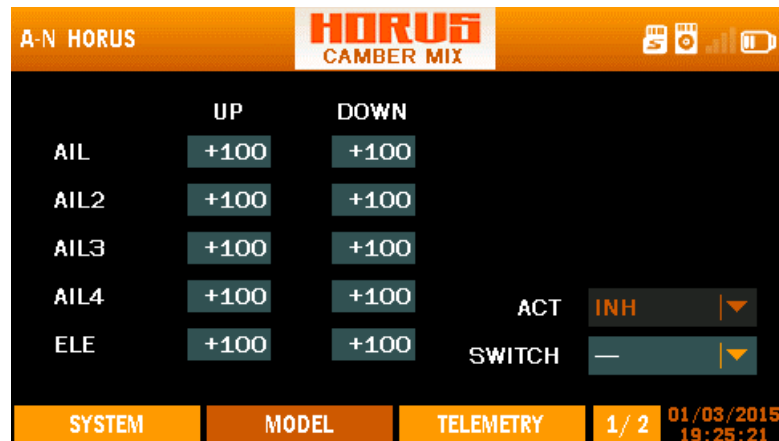 A-N HORUS
HORUS
CAMBER MIX
UP DOWN
AIL +100 +100
AIL2 +100 +100
AIL3 +100 +100
AIL4 +100 +100
ELE +100 +100
ACT INH
SWITCH —
SYSTEM MODEL TELEMETRY 1/2 01/03/2015
19:25:21